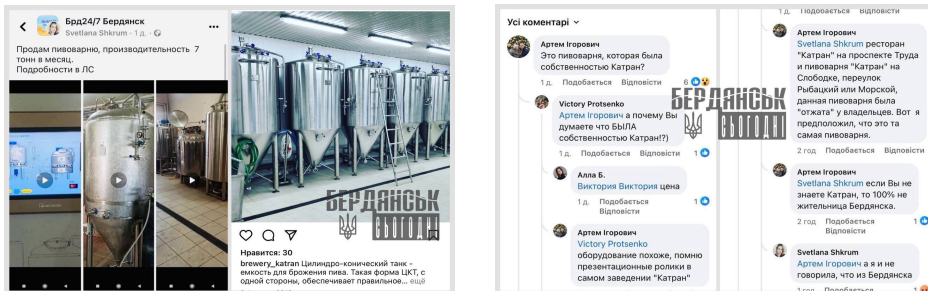 Брд24/7 Бердянск
Svetlana Shkrum · 1 д. ·
Продам пивоварню, производительность 7
тонн в месяц.
Подробности в ЛС
БЕРДЯНСЬК
СЬОГОДНІ
Нравится: 30
brewery_katran Цилиндро-конический танк -
емкость для брожения пива. Такая форма ЦКТ, с
одной стороны, обеспечивает правильное... ещё
Усі коментарі
Артем Ігорович
Это пивоварня, которая была
собственностью Катран?
1 д. Подобається Відповісти 6
Victory Protsenko
Артем Ігорович а почему Вы
думаете что БЫЛА
собственностью Катран!?)
1 д. Подобається Відповісти 1
Алла Б.
Виктория Виктория цена
1 д. Подобається 1
Відповісти
Артем Ігорович
Victory Protsenko
оборудование похоже, помню
презентационные ролики в
самом заведении "Катран"
БЕРДЯНСЬК
СЬОГОДНІ
1 д. Подобається Відповісти
Артем Ігорович
Svetlana Shkrum ресторан
"Катран" на проспекте Труда
и пивоварня "Катран" на
Слободке, переулок
Рыбацкий или Морской,
данная пивоварня была
"отжата" у владельцев. Вот я
предположил, что это та
самая пивоварня.
2 год Подобається Відповісти
Артем Ігорович
Svetlana Shkrum если Вы не
знаете Катран, то 100% не
жительница Бердянска.
2 год Подобається 1
Відповісти
Svetlana Shkrum
Артем Ігорович а я и не
говорила, что из Бердянска
1 год Подобається 1